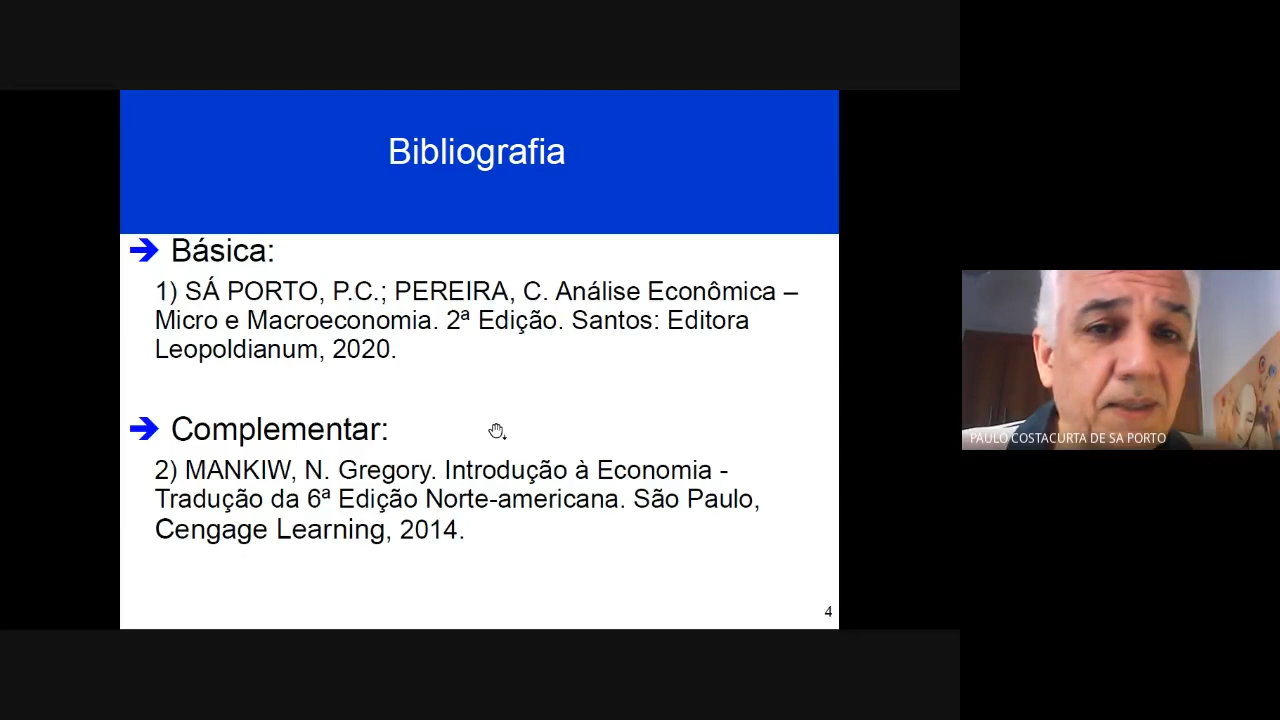 Bibliografia
Básica:
1) SÁ PORTO, P.C.; PEREIRA, C. Análise Econômica –
Micro e Macroeconomia. 2ª Edição. Santos: Editora
Leopoldianum, 2020.
Complementar:
2) MANKIW, N. Gregory. Introdução à Economia -
Tradução da 6ª Edição Norte-americana. São Paulo,
Cengage Learning, 2014.
4
PAULO COSTACURTA DE SA PORTO